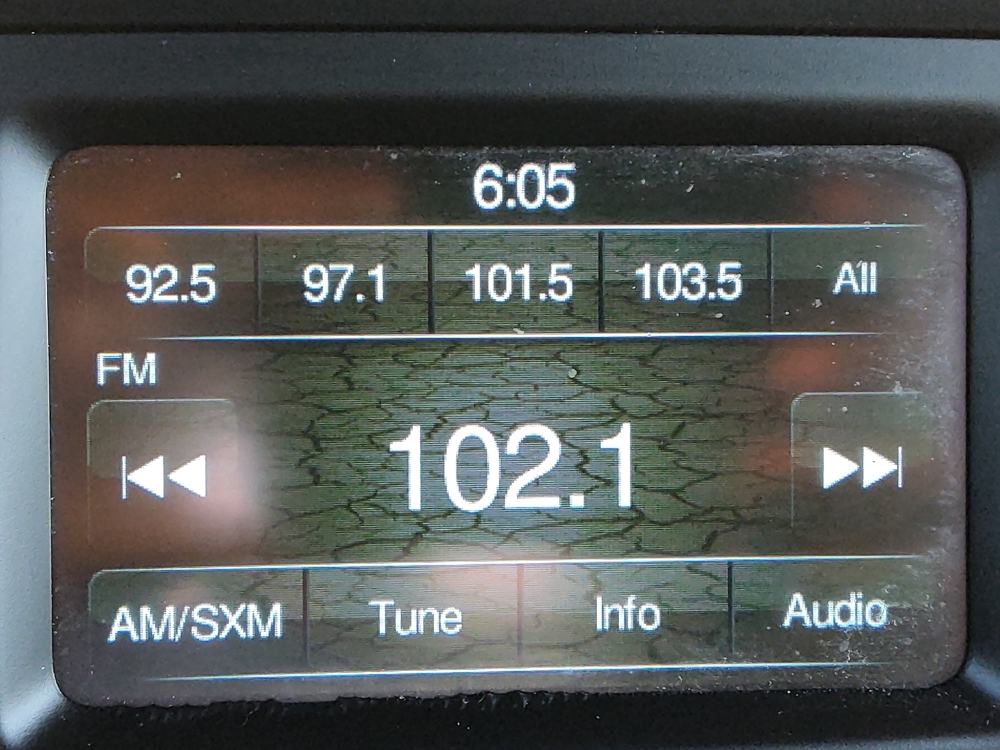 6:05
92.5 97.1 101.5 103.5 All
FM
102.1
AM/SXM Tune Info Audio